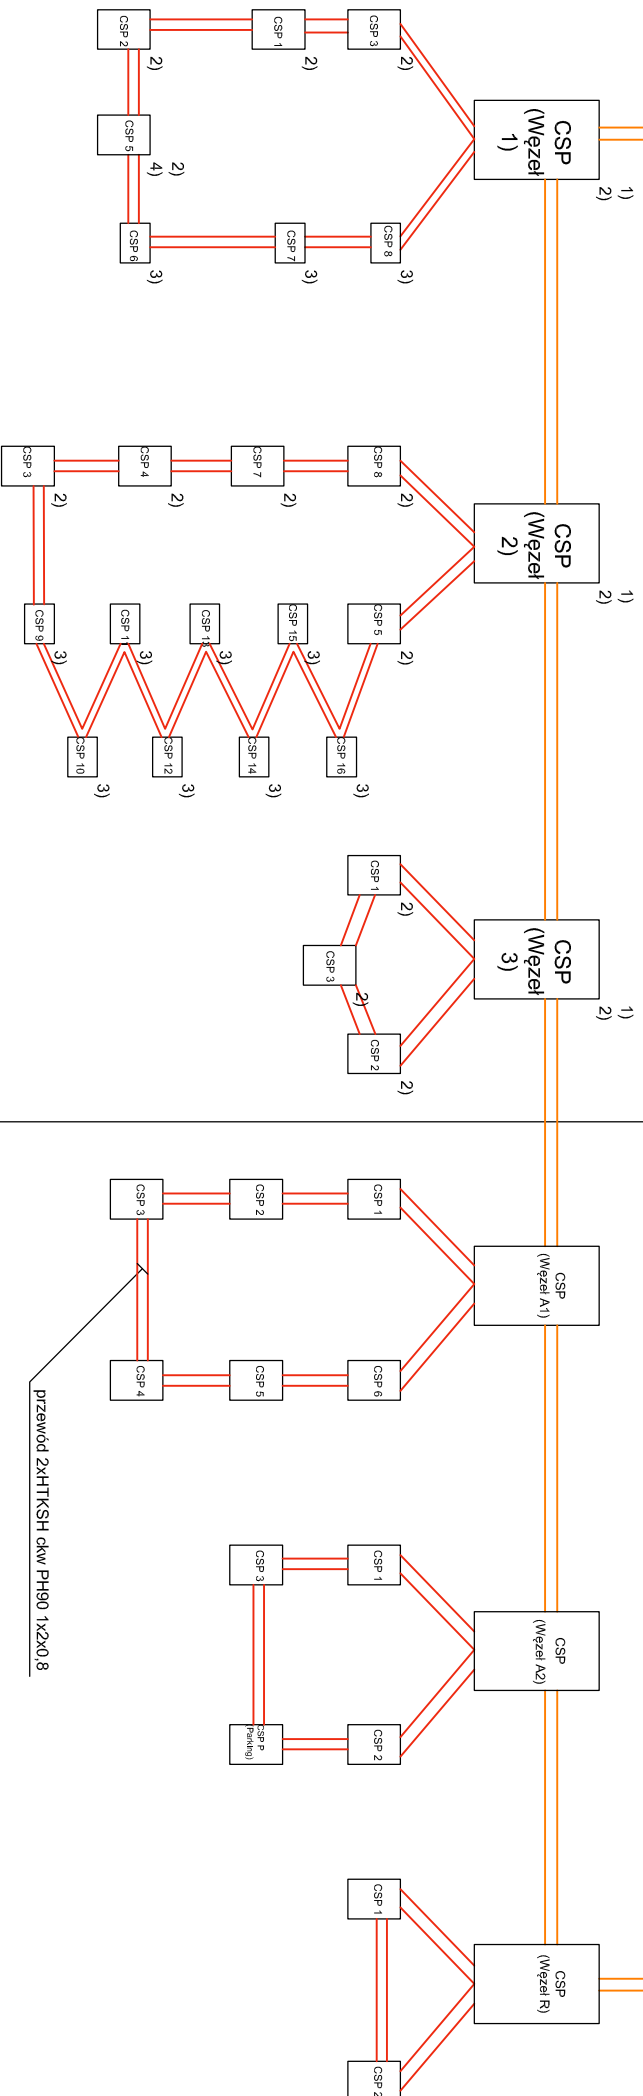 CSP
(Węzeł
1)
1)
2)
CSP 3
2)
CSP 1
2)
CSP 2
2)
CSP 5
2)
4)
CSP 6
3)
CSP 7
3)
CSP 8
3)
CSP
(Węzeł
2)
1)
2)
CSP 8
2)
CSP 7
2)
CSP 4
2)
CSP 3
2)
CSP 9
3)
CSP 10
3)
CSP 11
3)
CSP 12
3)
CSP 13
3)
CSP 14
3)
CSP 15
3)
CSP 16
3)
CSP 5
2)
CSP
(Węzeł
3)
1)
2)
CSP 1
2)
CSP 3
2)
CSP 2
2)
CSP
(Węzeł A1)
CSP 1
CSP 2
CSP 3
CSP 4
CSP 5
CSP 6
przewód 2xHTKSH ckw PH90 1x2x0,8
CSP
(Węzeł A2)
CSP 1
CSP 3
CSP P
(Parking)
CSP 2
CSP
(Węzeł R)
CSP 1
CSP 2